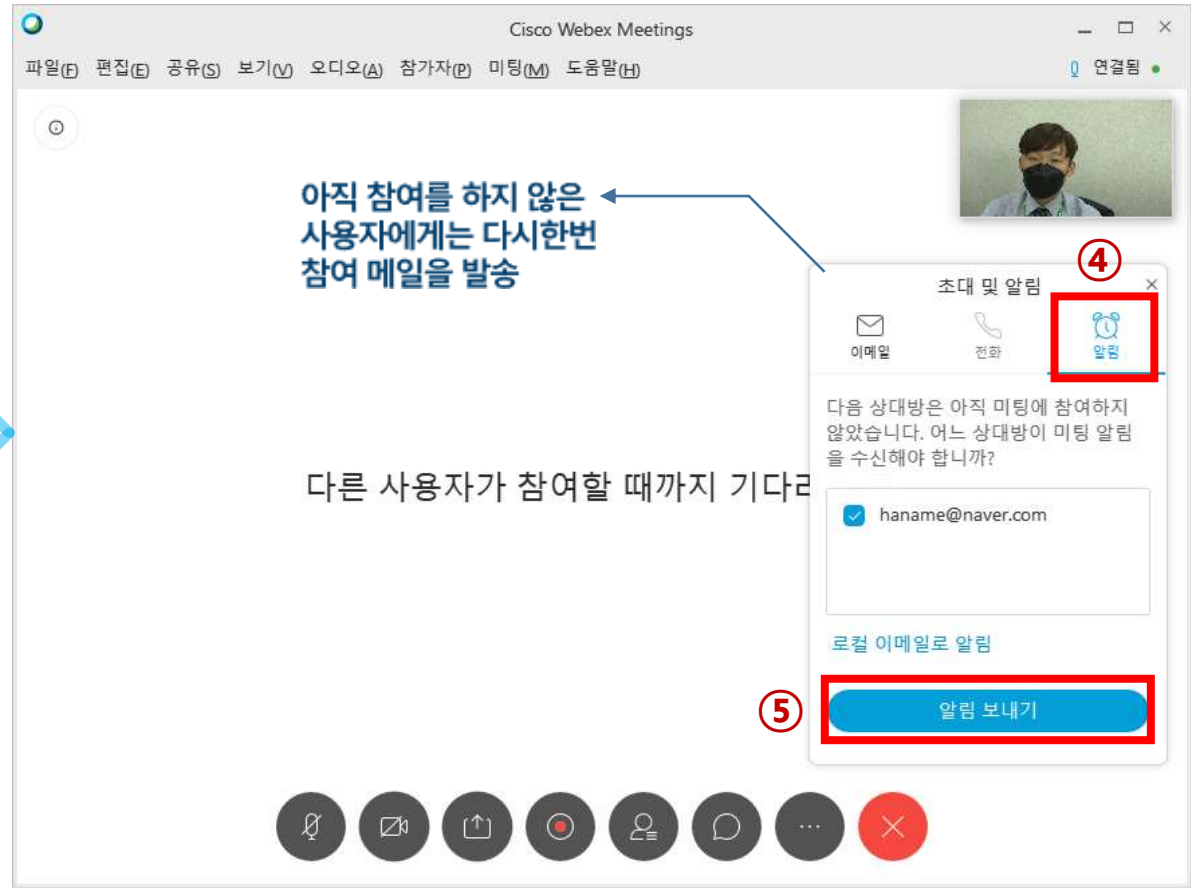 Cisco Webex Meetings
파일(F) 편집(E) 공유(S) 보기(V) 오디오(A) 참가자(P) 미팅(M) 도움말(H) 연결됨
아직 참여를 하지 않은
사용자에게는 다시한번
참여 메일을 발송
④
초대 및 알림
이메일 전화 알림
다음 상대방은 아직 미팅에 참여하지
않았습니다. 어느 상대방이 미팅 알림
을 수신해야 합니까?
다른 사용자가 참여할 때까지 기다리
haname@naver.com
로컬 이메일로 알림
⑤ 알림 보내기